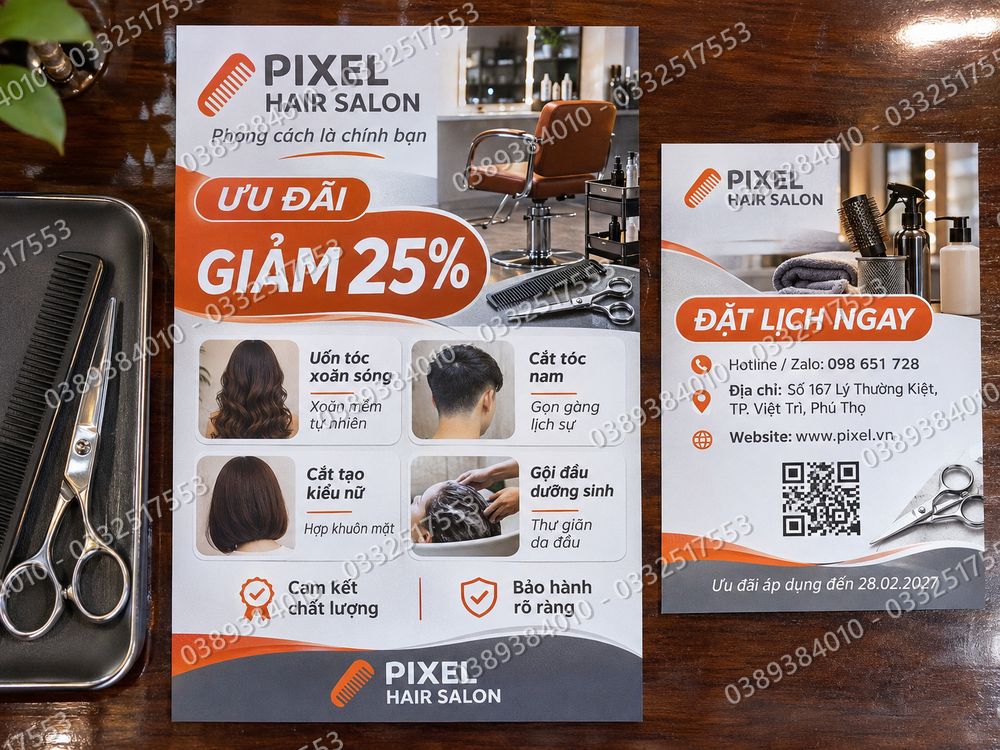 PIXEL
HAIR SALON
Phong cách là chính bạn
ƯU ĐÃI
GIẢM 25%
Uốn tóc
xoăn sóng
Xoăn mềm
tự nhiên
Cắt tóc
nam
Gọn gàng
lịch sự
Cắt tạo
kiểu nữ
Hợp khuôn mặt
Gội đầu
dưỡng sinh
Thư giãn
da đầu
Cam kết
chất lượng
Bảo hành
rõ ràng
PIXEL
HAIR SALON
PIXEL
HAIR SALON
ĐẶT LỊCH NGAY
Hotline / Zalo: 098 651 728
Địa chỉ: Số 167 Lý Thường Kiệt,
TP. Việt Trì, Phú Thọ
Website: www.pixel.vn
Ưu đãi áp dụng đến 28.02.2027
0389384010 - 0332517553